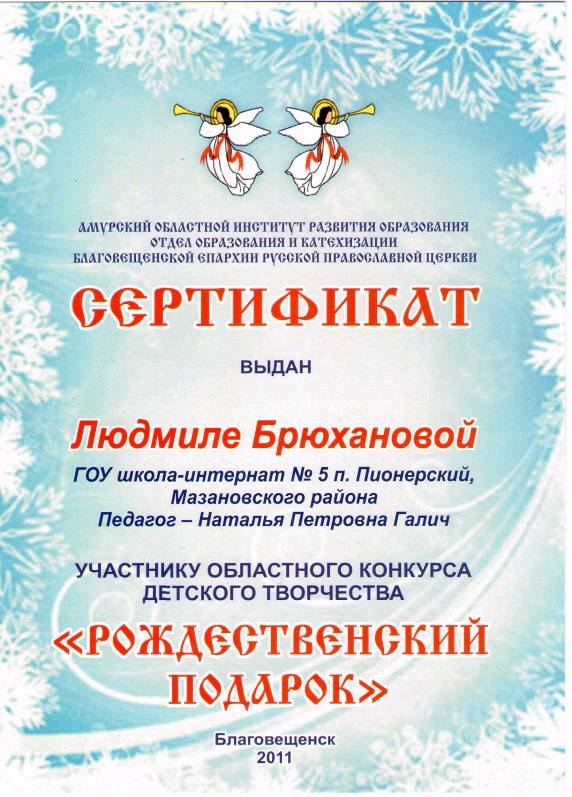 АМУРСКИЙ ОБЛАСТНОЙ ИНСТИТУТ РАЗВИТИЯ ОБРАЗОВАНИЯ
ОТДЕЛ ОБРАЗОВАНИЯ И КАТЕХИЗАЦИИ
БЛАГОВЕЩЕНСКОЙ ЕПАРХИИ РУССКОЙ ПРАВОСЛАВНОЙ ЦЕРКВИ
СЕРТИФИКАТ
ВЫДАН
Людмиле Брюхановой
ГОУ школа-интернат № 5 п. Пионерский,
Мазановского района
Педагог – Наталья Петровна Галич
УЧАСТНИКУ ОБЛАСТНОГО КОНКУРСА
ДЕТСКОГО ТВОРЧЕСТВА
«РОЖДЕСТВЕНСКИЙ
ПОДАРОК»
Благовещенск
2011